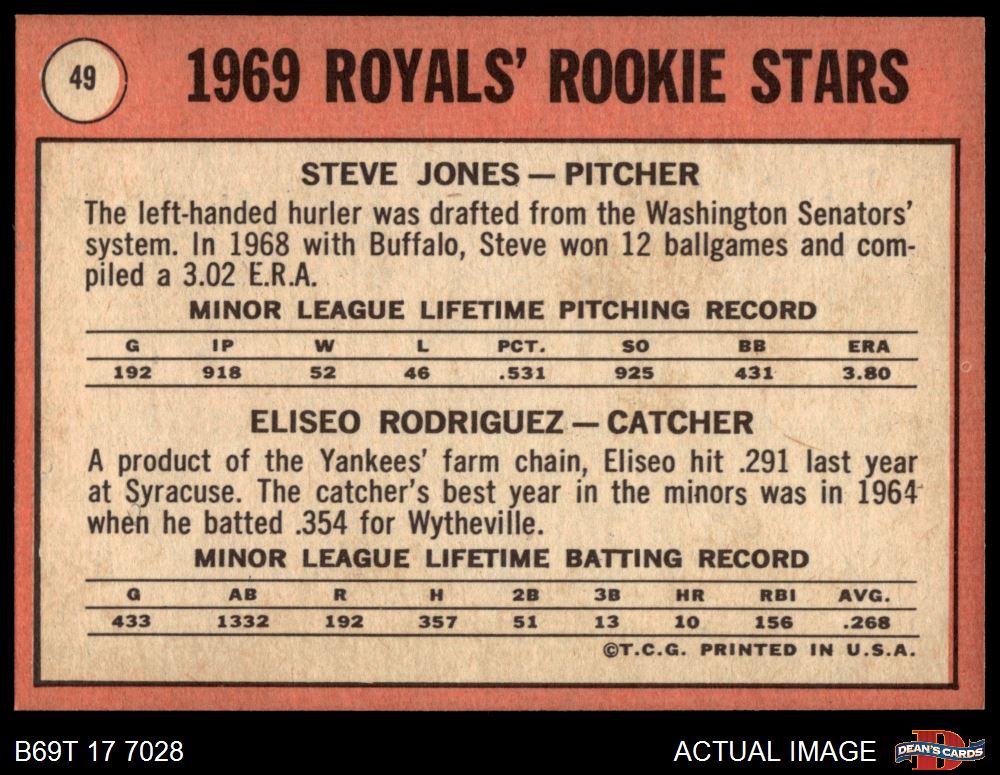 49
1969 ROYALS' ROOKIE STARS
STEVE JONES — PITCHER
The left-handed hurler was drafted from the Washington Senators'
system. In 1968 with Buffalo, Steve won 12 ballgames and com-
piled a 3.02 E.R.A.
MINOR LEAGUE LIFETIME PITCHING RECORD
G IP W L PCT. SO BB ERA
192 918 52 46 .531 925 431 3.80
ELISEO RODRIGUEZ — CATCHER
A product of the Yankees' farm chain, Eliseo hit .291 last year
at Syracuse. The catcher's best year in the minors was in 1964
when he batted .354 for Wytheville.
MINOR LEAGUE LIFETIME BATTING RECORD
G AB R H 2B 3B HR RBI AVG.
433 1332 192 357 51 13 10 156 .268
©T.C.G. PRINTED IN U.S.A.
B69T 17 7028
ACTUAL IMAGE
D
DEAN'S CARDS